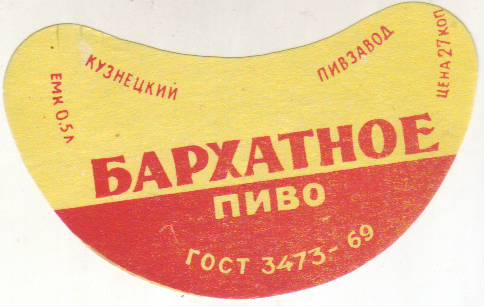 КУЗНЕЦКИЙ ПИВЗАВОД
ЕМК 0.5 Л
ЦЕНА 27 КОП
БАРХАТНОЕ
ПИВО
ГОСТ 3473-69